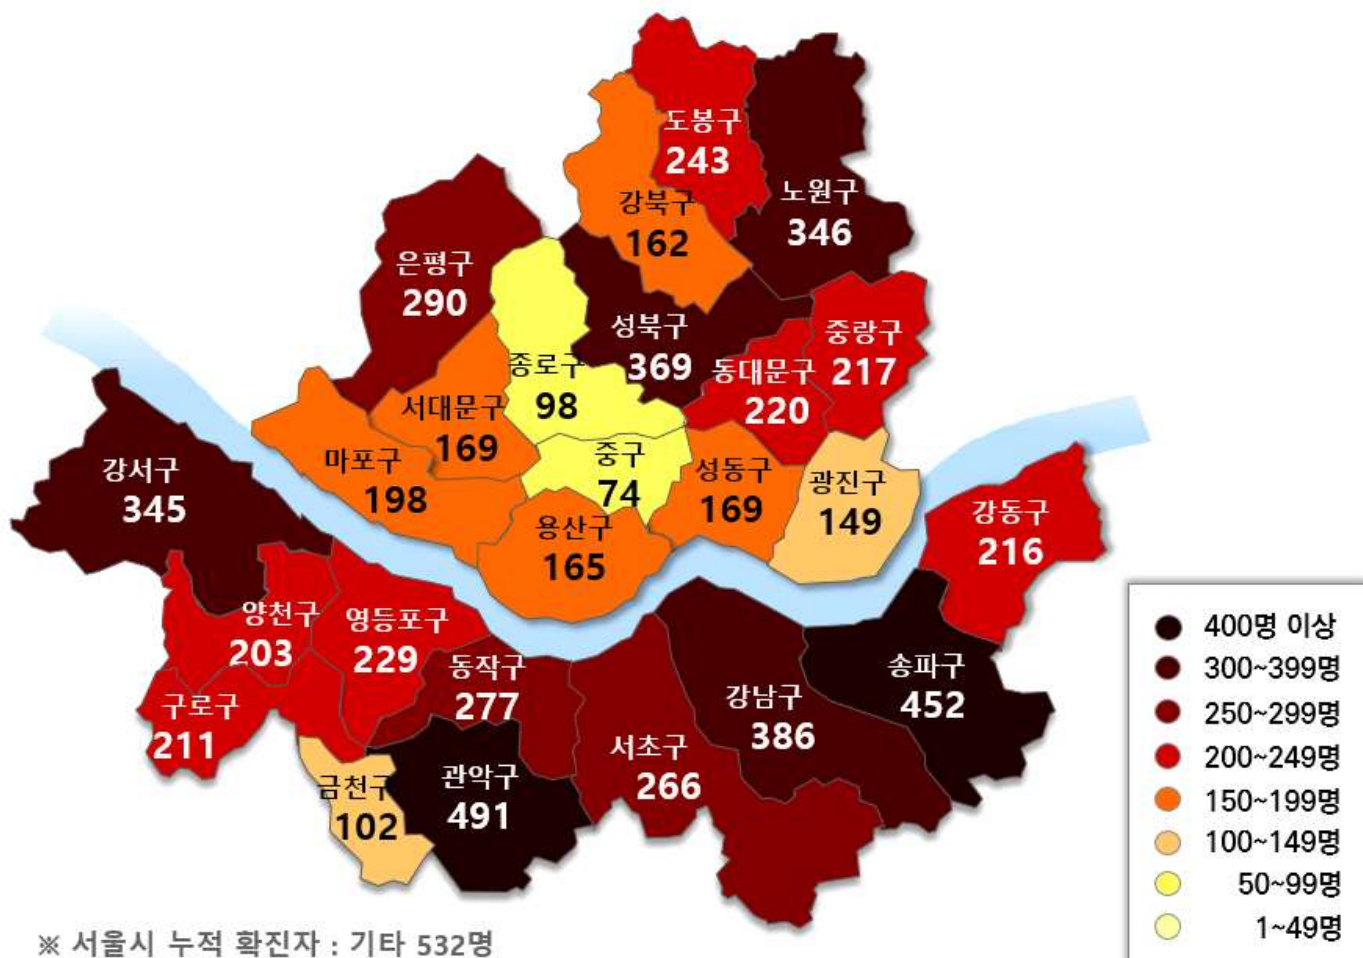 도봉구
243
노원구
346
강북구
162
은평구
290
성북구
369
중랑구
217
종로구
98
동대문구
220
서대문구
169
마포구
198
중구
74
성동구
169
광진구
149
강서구
345
용산구
165
강동구
216
양천구
203
영등포구
229
동작구
277
송파구
452
구로구
211
강남구
386
서초구
266
금천구
102
관악구
491
400명 이상
300~399명
250~299명
200~249명
150~199명
100~149명
50~99명
1~49명
※ 서울시 누적 확진자 : 기타 532명